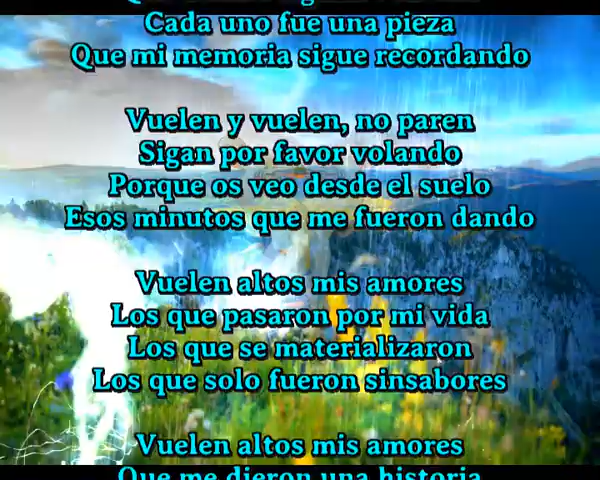 Cada uno fue una pieza
Que mi memoria sigue recordando
Vuelen y vuelen, no paren
Sigan por favor volando
Porque os veo desde el suelo
Esos minutos que me fueron dando
Vuelen altos mis amores
Los que pasaron por mi vida
Los que se materializaron
Los que solo fueron sinsabores
Vuelen altos mis amores
Que me dieron una historia